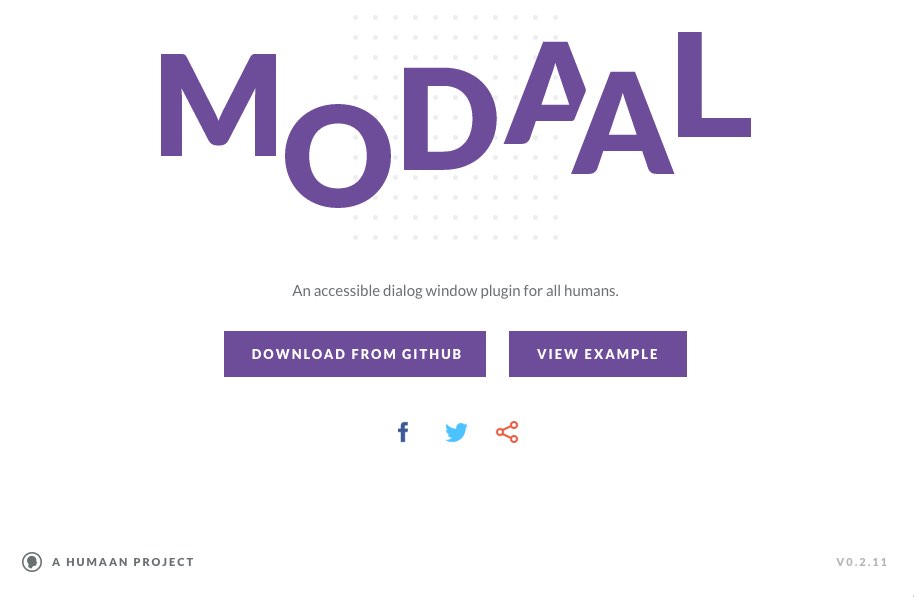 MODAAL
An accessible dialog window plugin for all humans.
DOWNLOAD FROM GITHUB
VIEW EXAMPLE
A HUMAAN PROJECT
V0.2.11